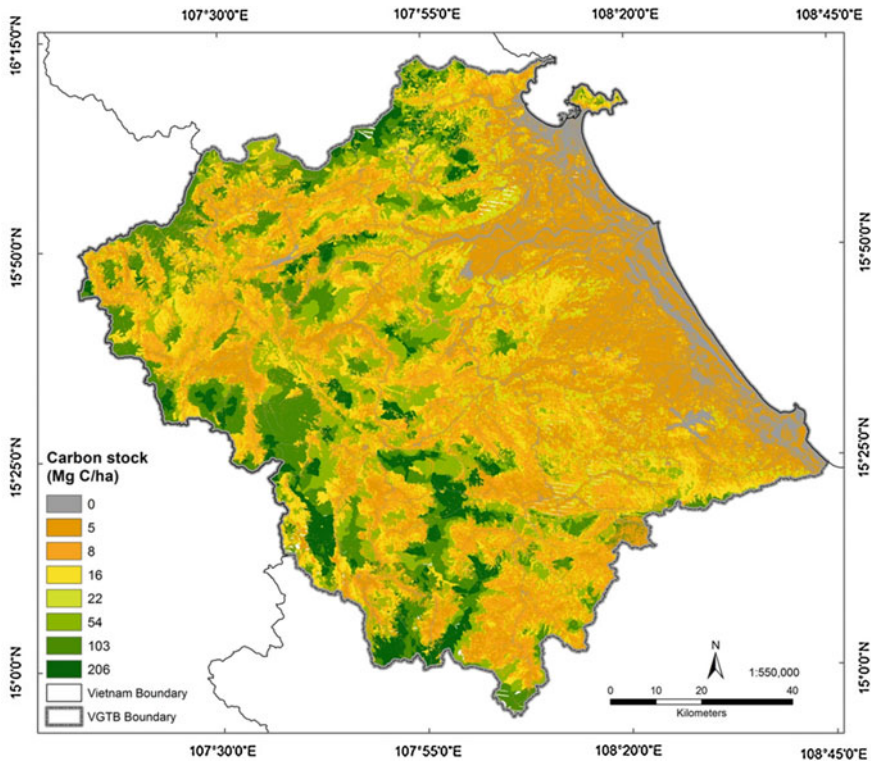 107°30'0"E 107°55'0"E 108°20'0"E 108°45'0"E
16°15'0"N
15°50'0"N 15°50'0"N
15°25'0"N 15°25'0"N
15°0'0"N 15°0'0"N
Carbon stock
(Mg C/ha)
0
5
8
16
22
54
103
206
Vietnam Boundary
VGTB Boundary
N
1:550,000
0 10 20 40
Kilometers
107°30'0"E 107°55'0"E 108°20'0"E 108°45'0"E